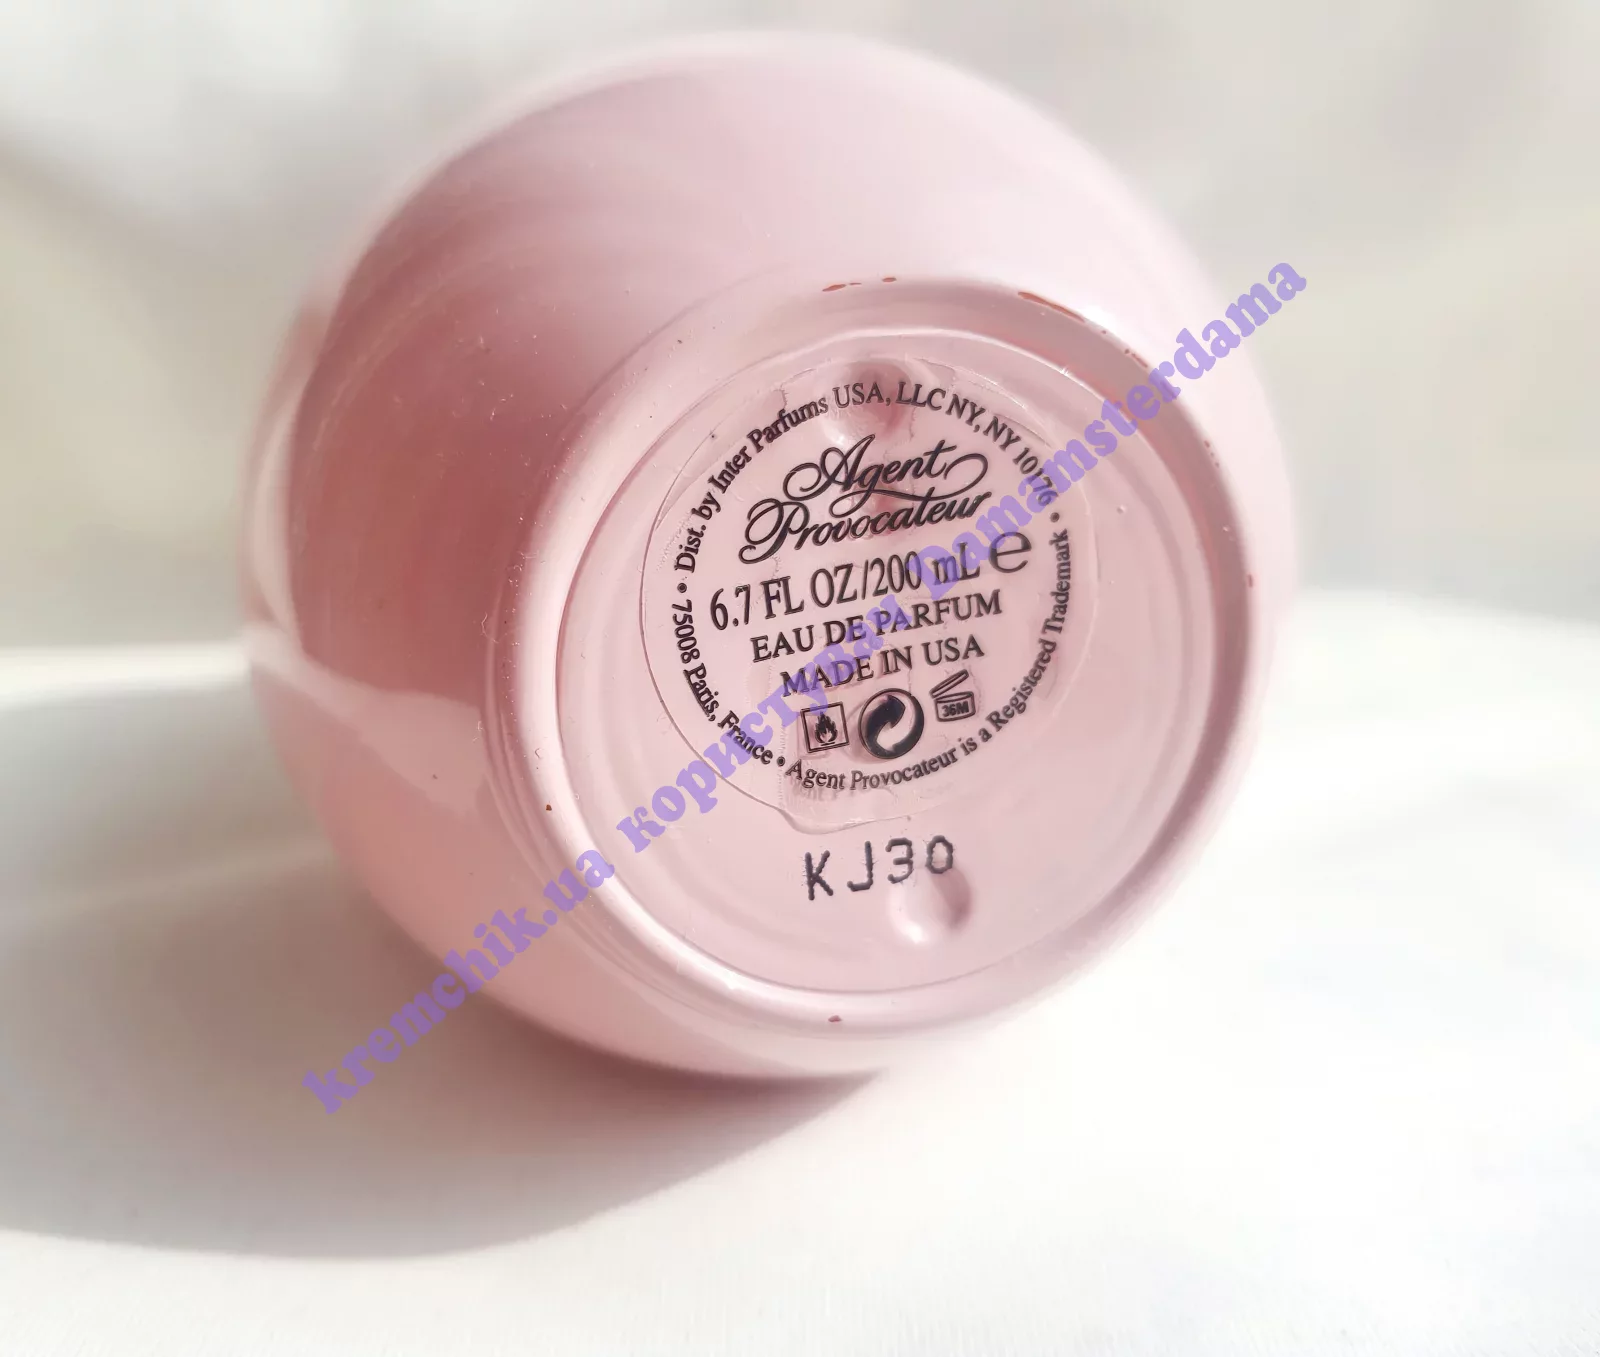 • Dist. by Inter Parfums USA, LLC NY, NY 10176 •
Agent
Provocateur
6.7 FL OZ/200 mL e
EAU DE PARFUM
MADE IN USA
36M
75008 Paris, France • Agent Provocateur is a Registered Trademark
KJ30
kremchik.ua користувач Damamsterdama